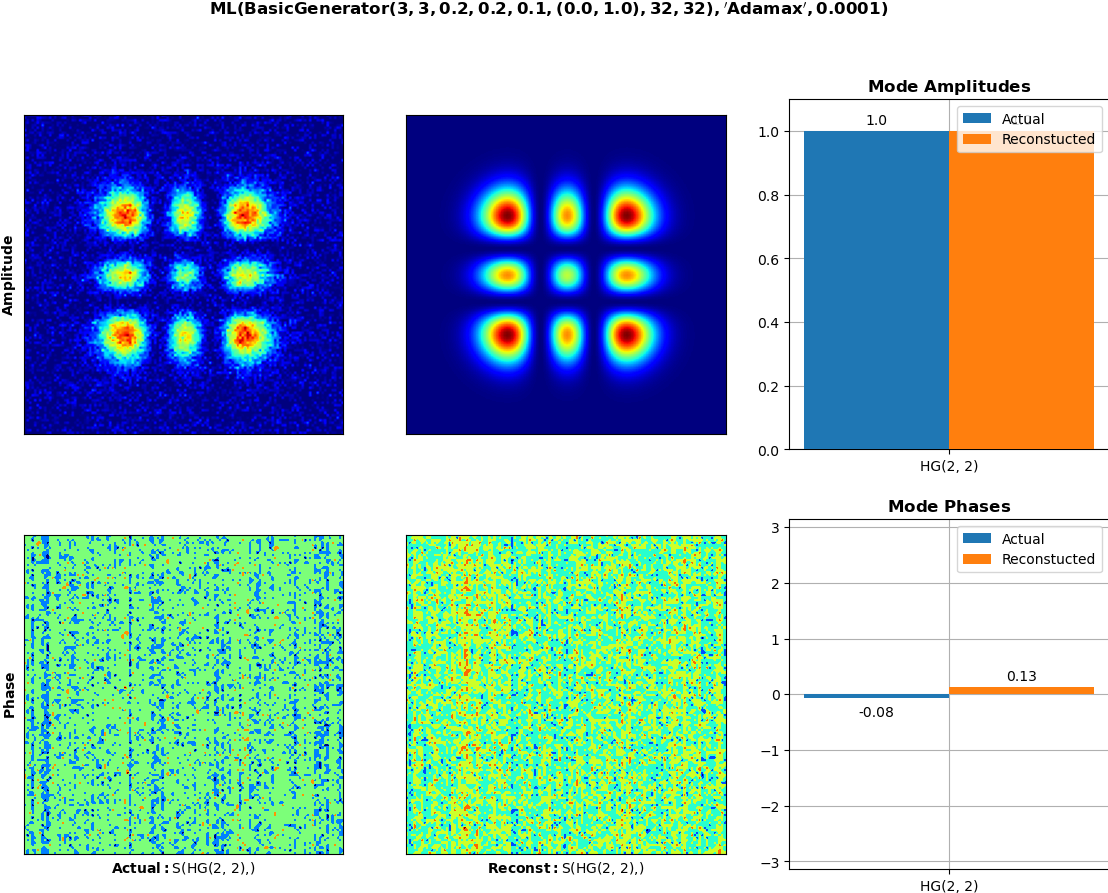 ML(BasicGenerator(3, 3, 0.2, 0.2, 0.1, (0.0, 1.0), 32, 32), ′Adamax′, 0.0001)
Amplitude
Mode Amplitudes
Actual
Reconstucted
1.0
1.0
0.8
0.6
0.4
0.2
0.0
HG(2, 2)
Phase
Actual: S(HG(2, 2),)
Reconst: S(HG(2, 2),)
Mode Phases
Actual
Reconstucted
3
2
1
0
−1
−2
−3
0.13
-0.08
HG(2, 2)